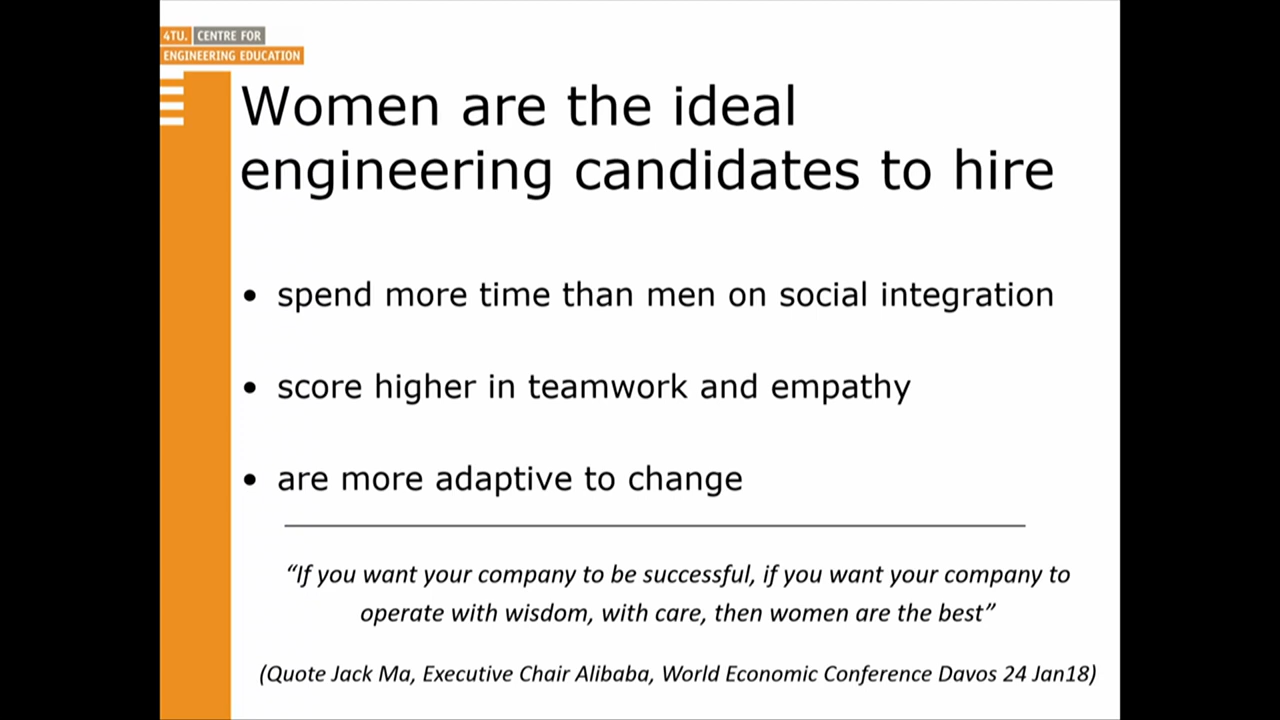 4TU. CENTRE FOR
ENGINEERING EDUCATION
Women are the ideal
engineering candidates to hire
• spend more time than men on social integration
• score higher in teamwork and empathy
• are more adaptive to change
“If you want your company to be successful, if you want your company to
operate with wisdom, with care, then women are the best”
(Quote Jack Ma, Executive Chair Alibaba, World Economic Conference Davos 24 Jan18)